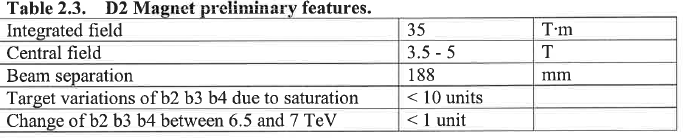 Table 2.3. D2 Magnet preliminary features.
Integrated field 35 T·m
Central field 3.5 - 5 T
Beam separation 188 mm
Target variations of b2 b3 b4 due to saturation < 10 units
Change of b2 b3 b4 between 6.5 and 7 TeV < 1 unit